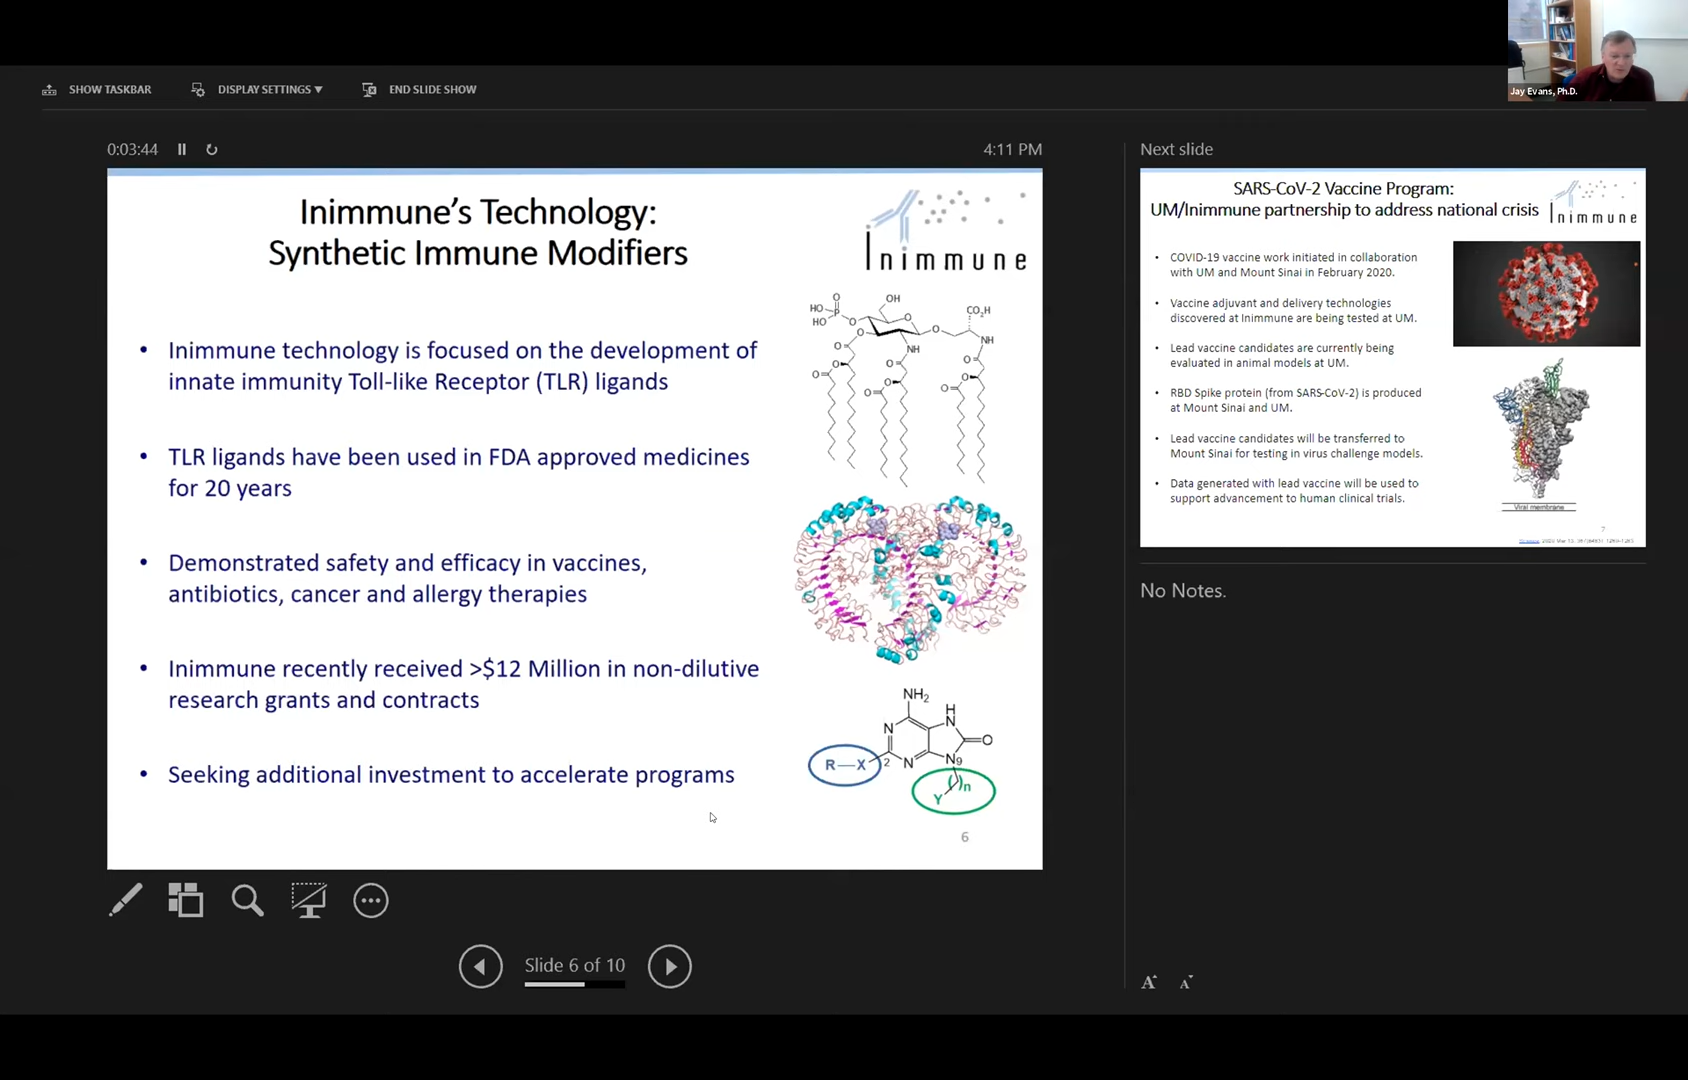 Jay Evans, Ph.D.
SHOW TASKBAR
DISPLAY SETTINGS ▼
END SLIDE SHOW
0:03:44
4:11 PM
Inimmune's Technology:
Synthetic Immune Modifiers
Inimmune
• Inimmune technology is focused on the development of
innate immunity Toll-like Receptor (TLR) ligands
• TLR ligands have been used in FDA approved medicines
for 20 years
• Demonstrated safety and efficacy in vaccines,
antibiotics, cancer and allergy therapies
• Inimmune recently received >$12 Million in non-dilutive
research grants and contracts
• Seeking additional investment to accelerate programs
HO
O
P
OH
HO
O
O
O
CO₂H
O
O
NH
NH
O
O
O
O
O
O
O
O
NH₂
H
N
N
O
R—X
2
N
N
9
Y
( )n
6
Slide 6 of 10
Next slide
SARS-CoV-2 Vaccine Program:
UM/Inimmune partnership to address national crisis
Inimmune
• COVID-19 vaccine work initiated in collaboration
with UM and Mount Sinai in February 2020.
• Vaccine adjuvant and delivery technologies
discovered at Inimmune are being tested at UM.
• Lead vaccine candidates are currently being
evaluated in animal models at UM.
• RBD Spike protein (from SARS-CoV-2) is produced
at Mount Sinai and UM.
• Lead vaccine candidates will be transferred to
Mount Sinai for testing in virus challenge models.
• Data generated with lead vaccine will be used to
support advancement to human clinical trials.
Viral membrane
7
No Notes.
A A